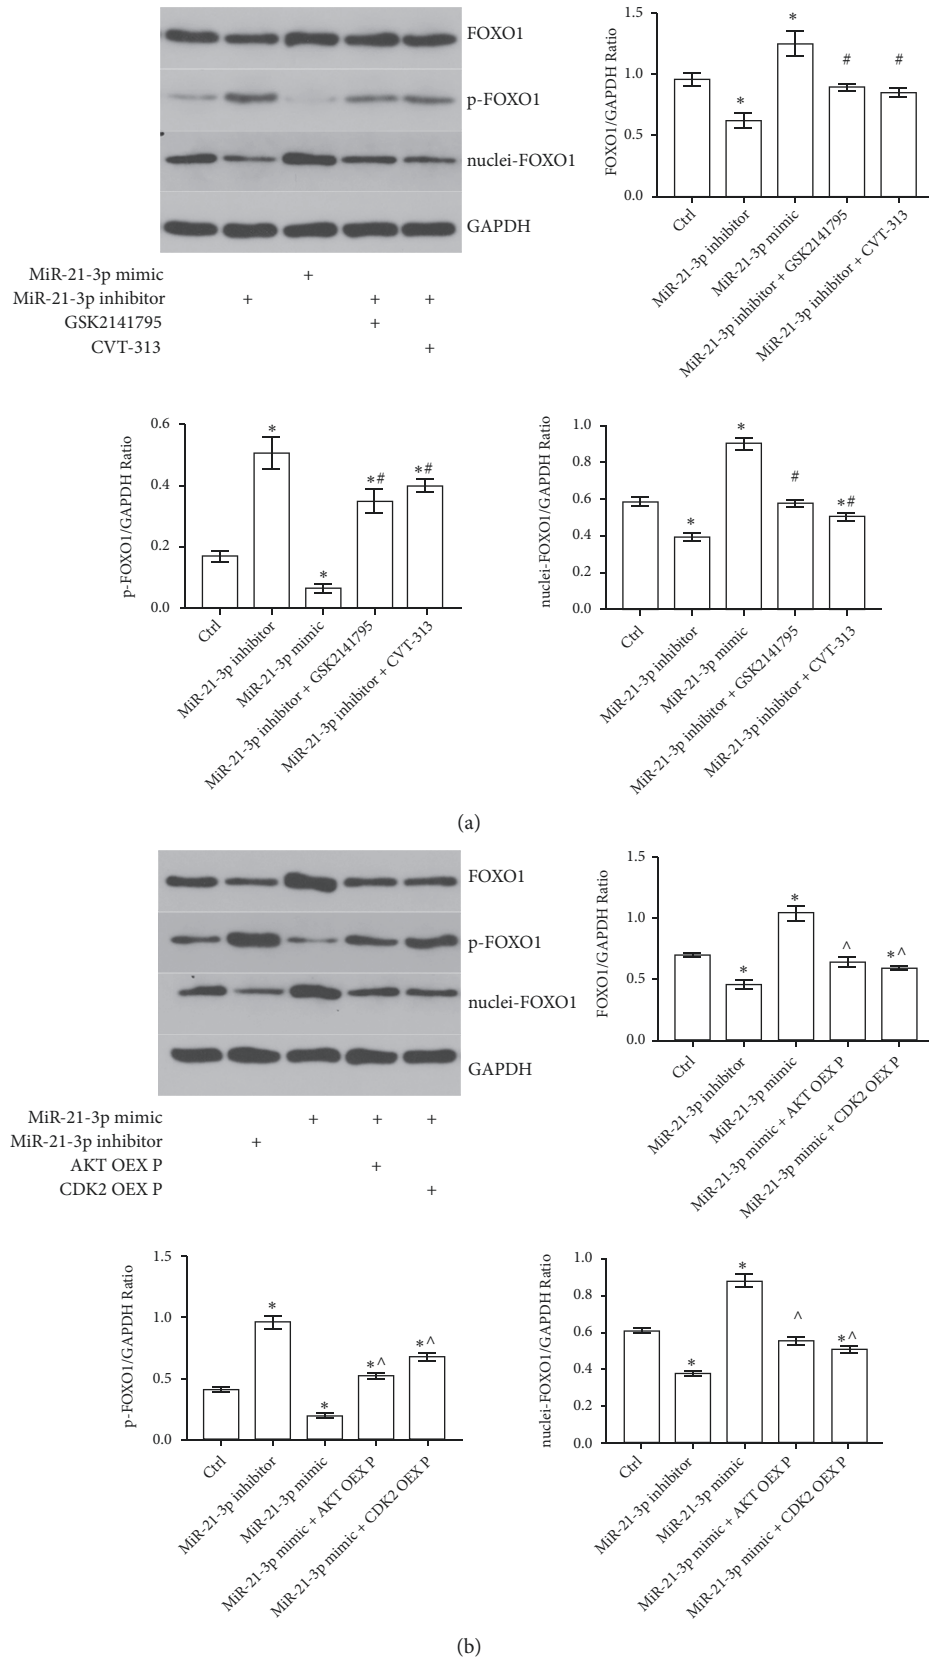 FOXO1
p-FOXO1
nuclei-FOXO1
GAPDH
MiR-21-3p mimic +
MiR-21-3p inhibitor + + +
GSK2141795 +
CVT-313 +
FOXO1/GAPDH Ratio
1.5
1.0
0.5
0.0
* * # #
Ctrl
MiR-21-3p inhibitor
MiR-21-3p mimic
MiR-21-3p inhibitor + GSK2141795
MiR-21-3p inhibitor + CVT-313
p-FOXO1/GAPDH Ratio
0.6
0.4
0.2
0.0
* * *# *#
Ctrl
MiR-21-3p inhibitor
MiR-21-3p mimic
MiR-21-3p inhibitor + GSK2141795
MiR-21-3p inhibitor + CVT-313
nuclei-FOXO1/GAPDH Ratio
1.0
0.8
0.6
0.4
0.2
0.0
* * # *#
Ctrl
MiR-21-3p inhibitor
MiR-21-3p mimic
MiR-21-3p inhibitor + GSK2141795
MiR-21-3p inhibitor + CVT-313
(a)
FOXO1
p-FOXO1
nuclei-FOXO1
GAPDH
MiR-21-3p mimic + + +
MiR-21-3p inhibitor +
AKT OEX P +
CDK2 OEX P +
FOXO1/GAPDH Ratio
1.5
1.0
0.5
0.0
* * ^ *^
Ctrl
MiR-21-3p inhibitor
MiR-21-3p mimic
MiR-21-3p mimic + AKT OEX P
MiR-21-3p mimic + CDK2 OEX P
p-FOXO1/GAPDH Ratio
1.5
1.0
0.5
0.0
* * *^ *^
Ctrl
MiR-21-3p inhibitor
MiR-21-3p mimic
MiR-21-3p mimic + AKT OEX P
MiR-21-3p mimic + CDK2 OEX P
nuclei-FOXO1/GAPDH Ratio
1.0
0.8
0.6
0.4
0.2
0.0
* * ^ *^
Ctrl
MiR-21-3p inhibitor
MiR-21-3p mimic
MiR-21-3p mimic + AKT OEX P
MiR-21-3p mimic + CDK2 OEX P
(b)